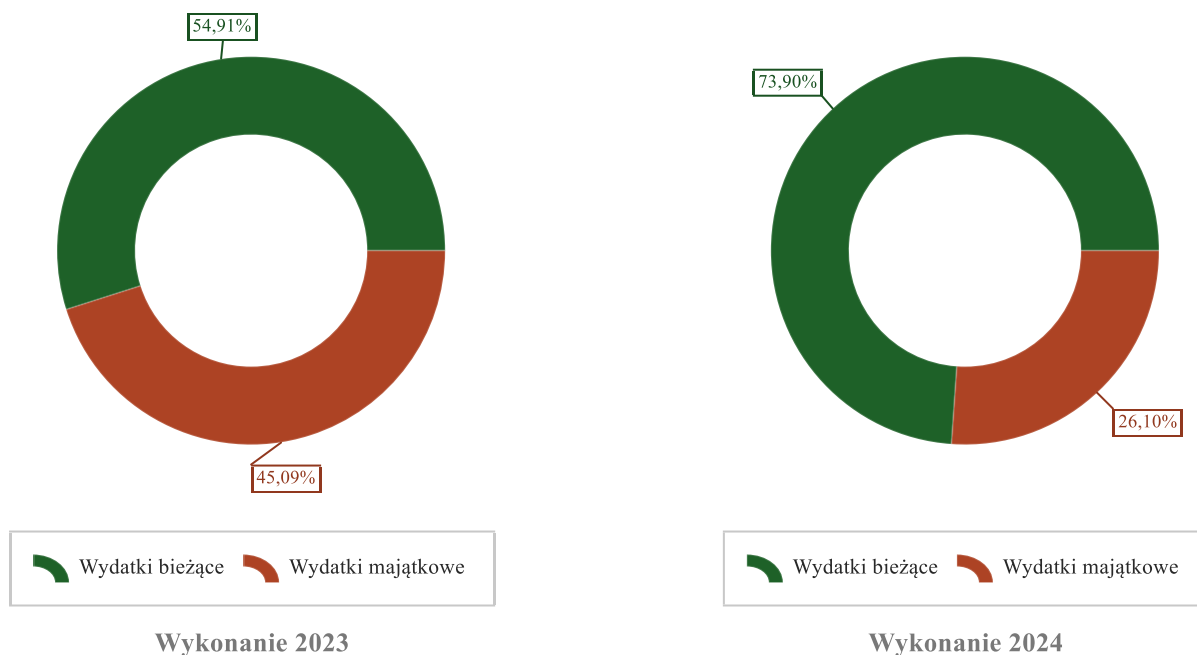 54,91%
45,09%
Wydatki bieżące
Wydatki majątkowe
Wykonanie 2023
73,90%
26,10%
Wydatki bieżące
Wydatki majątkowe
Wykonanie 2024